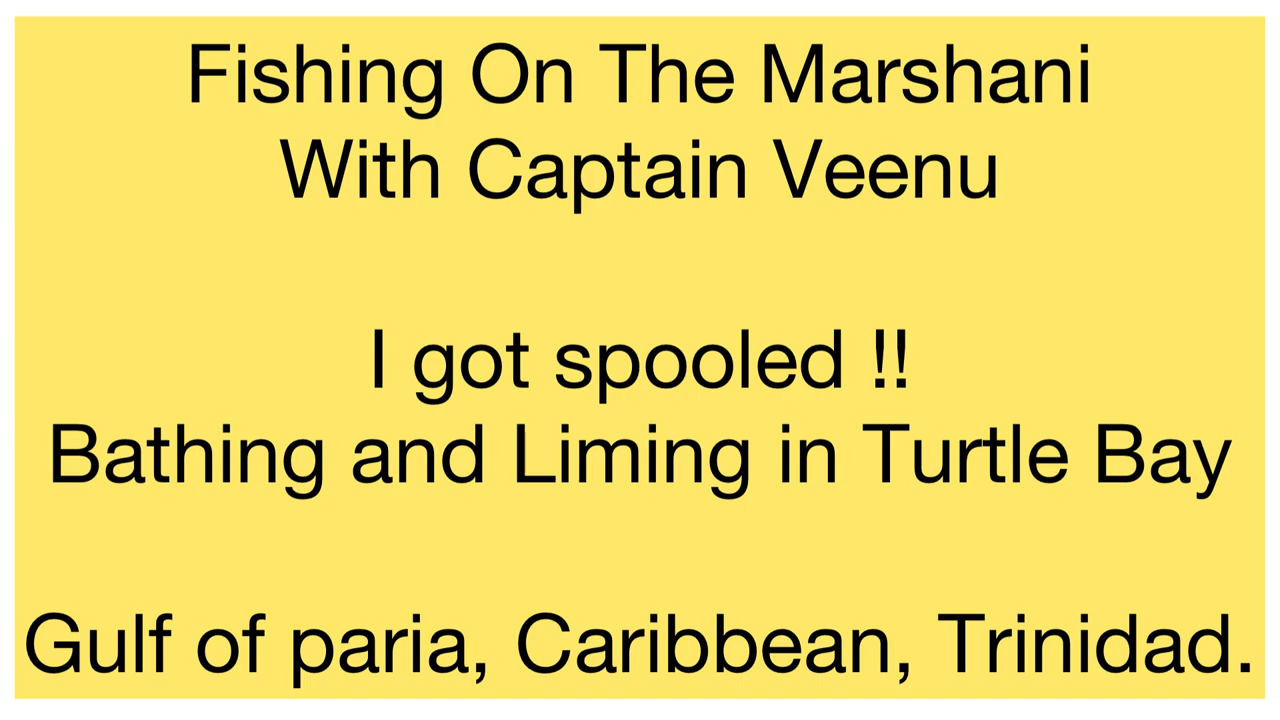 Fishing On The Marshani
With Captain Veenu
I got spooled !!
Bathing and Liming in Turtle Bay
Gulf of paria, Caribbean, Trinidad.